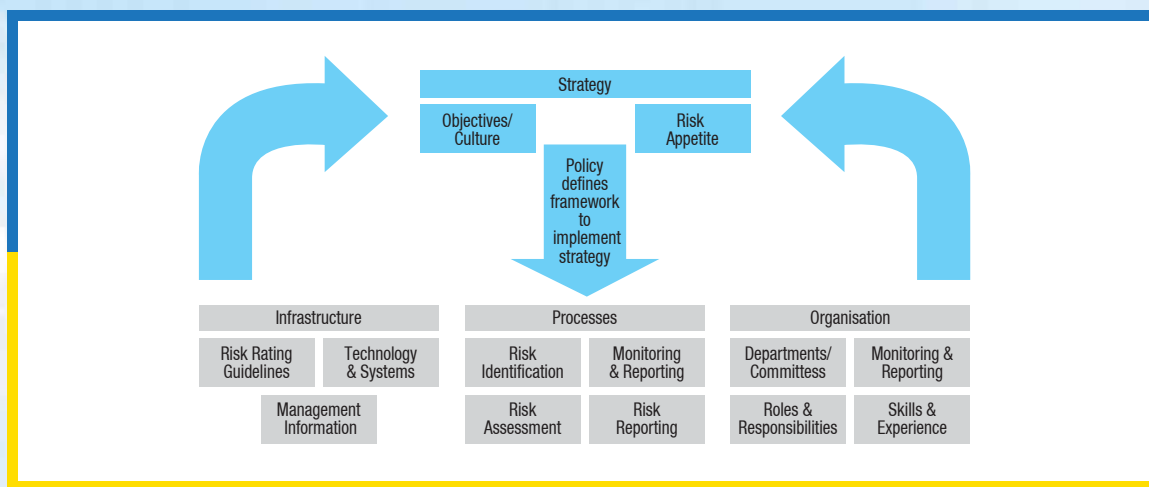 Strategy
Objectives/
Culture
Risk
Appetite
Policy
defines
framework
to
implement
strategy
Infrastructure
Risk Rating
Guidelines
Technology
& Systems
Management
Information
Processes
Risk
Identification
Monitoring
& Reporting
Risk
Assessment
Risk
Reporting
Organisation
Departments/
Committess
Monitoring &
Reporting
Roles &
Responsibilities
Skills &
Experience